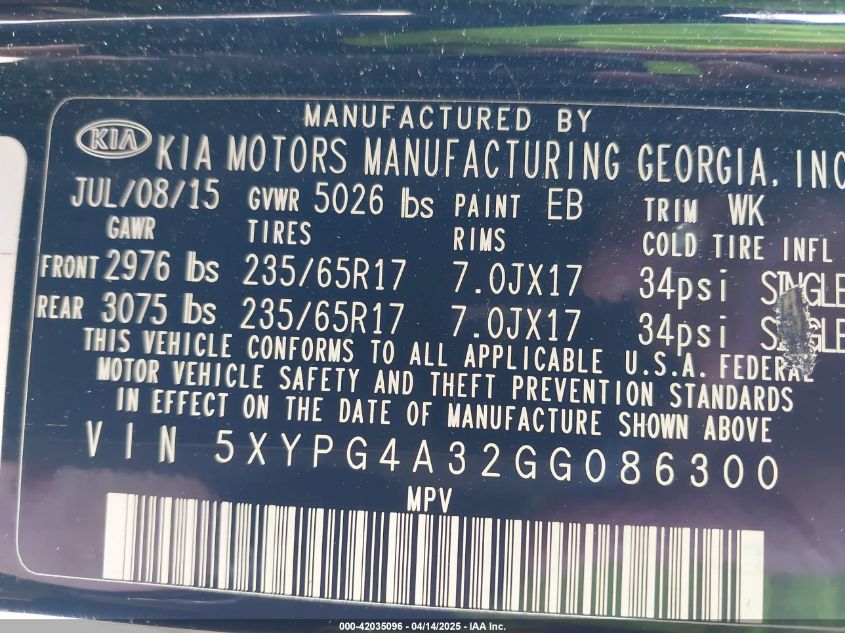 MANUFACTURED BY
KIA KIA MOTORS MANUFACTURING GEORGIA, INC
JUL/08/15 GVWR 5026 lbs PAINT EB TRIM WK
GAWR TIRES RIMS COLD TIRE INFL
FRONT 2976 lbs 235/65R17 7.0JX17 34psi SINGLE
REAR 3075 lbs 235/65R17 7.0JX17 34psi SINGLE
THIS VEHICLE CONFORMS TO ALL APPLICABLE U.S.A. FEDERAL
MOTOR VEHICLE SAFETY AND THEFT PREVENTION STANDARDS
IN EFFECT ON THE DATE OF MANUFACTURE SHOWN ABOVE
VIN 5XYPG4A32GG086300
MPV
000-42035096 - 04/14/2025 - IAA Inc.